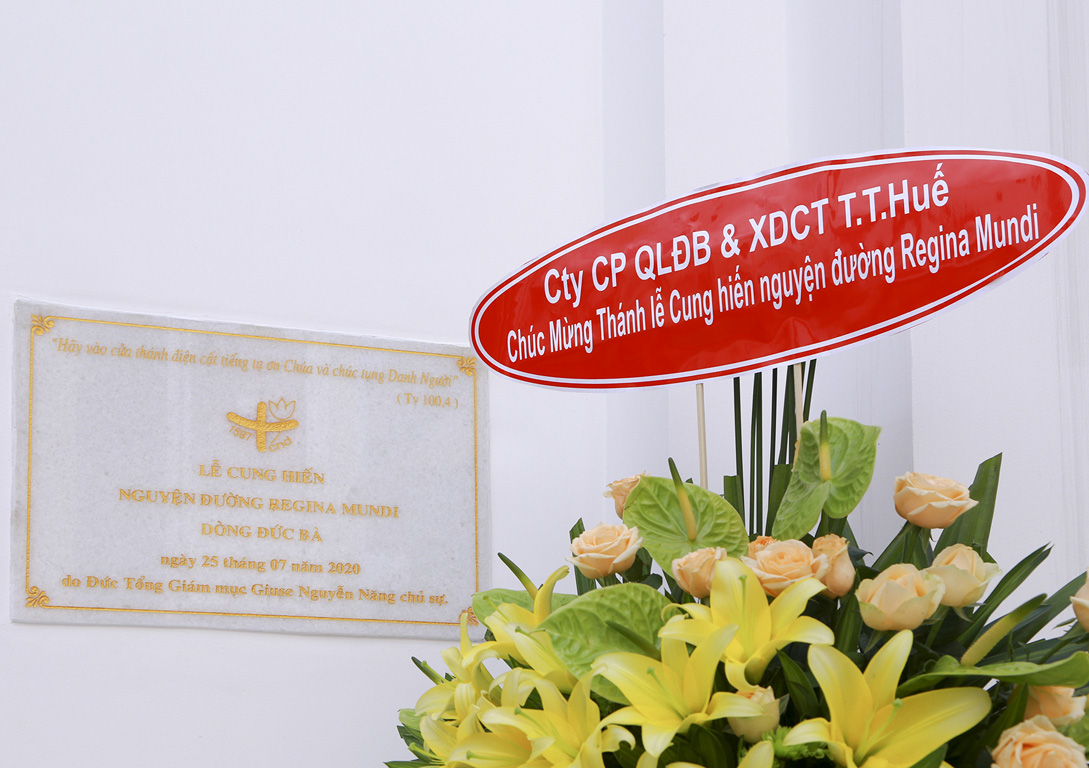 "Hãy vào cửa thánh điện cất tiếng tạ ơn Chúa và chúc tụng Danh Người"
( Tv 100,4 )
1867 cnd
LỄ CUNG HIẾN
NGUYỆN ĐƯỜNG REGINA MUNDI
DÒNG ĐỨC BÀ
ngày 25 tháng 07 năm 2020
do Đức Tổng Giám mục Giuse Nguyễn Năng chủ sự.
Cty CP QLĐB & XDCT T.T.Huế
Chúc Mừng Thánh lễ Cung hiến nguyện đường Regina Mundi